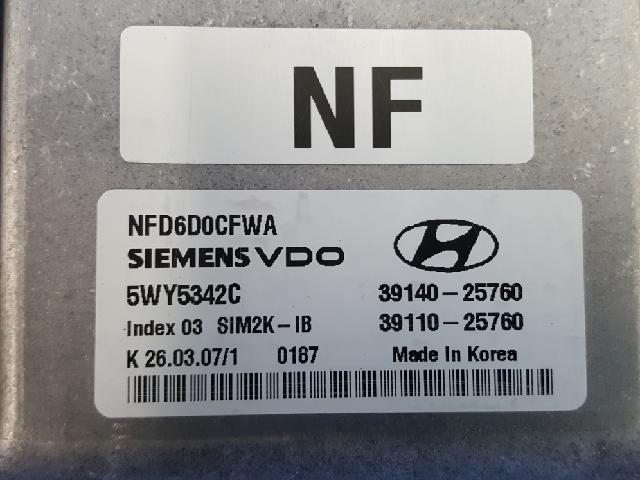 NF
NFD6D0CFWA
SIEMENS VDO
5WY5342C 39140-25760
Index 03 SIM2K-IB 39110-25760
K 26.03.07/1 0187 Made In Korea